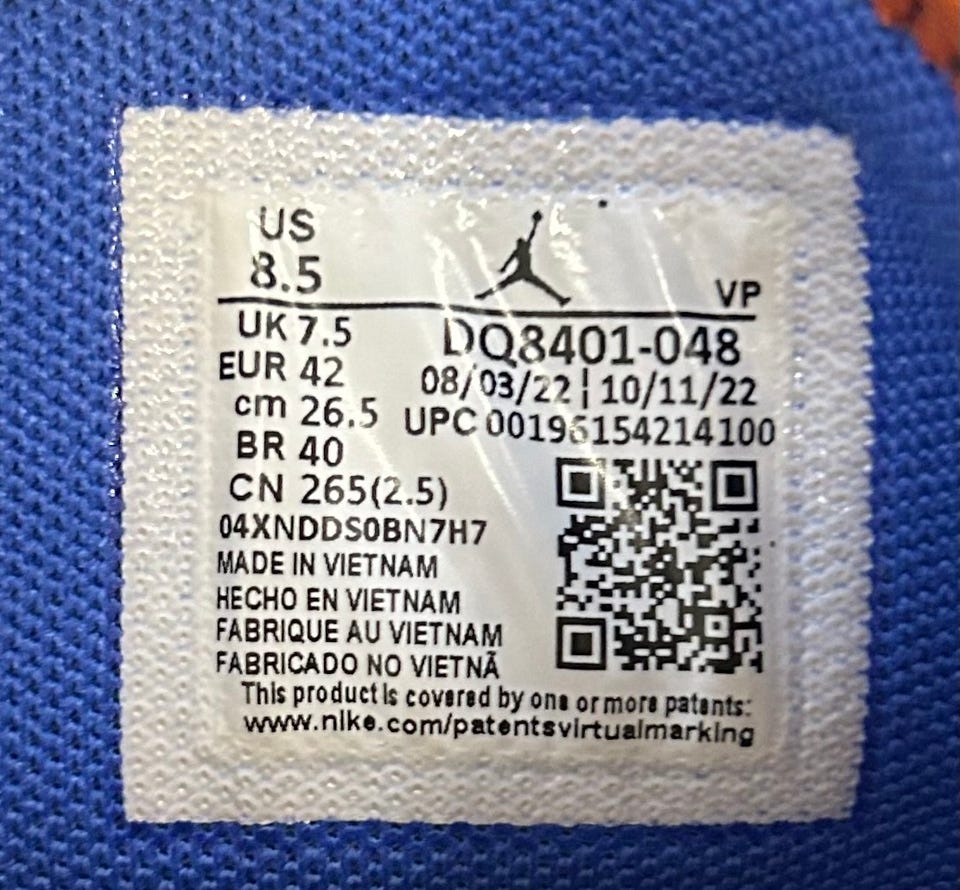 US
8.5
VP
UK 7.5
DQ8401-048
EUR 42
08/03/22 | 10/11/22
cm 26.5
UPC 00196154214100
BR 40
CN 265(2.5)
04XNDDS0BN7H7
MADE IN VIETNAM
HECHO EN VIETNAM
FABRIQUE AU VIETNAM
FABRICADO NO VIETNÃ
This product is covered by one or more patents:
www.nike.com/patentsvirtualmarking